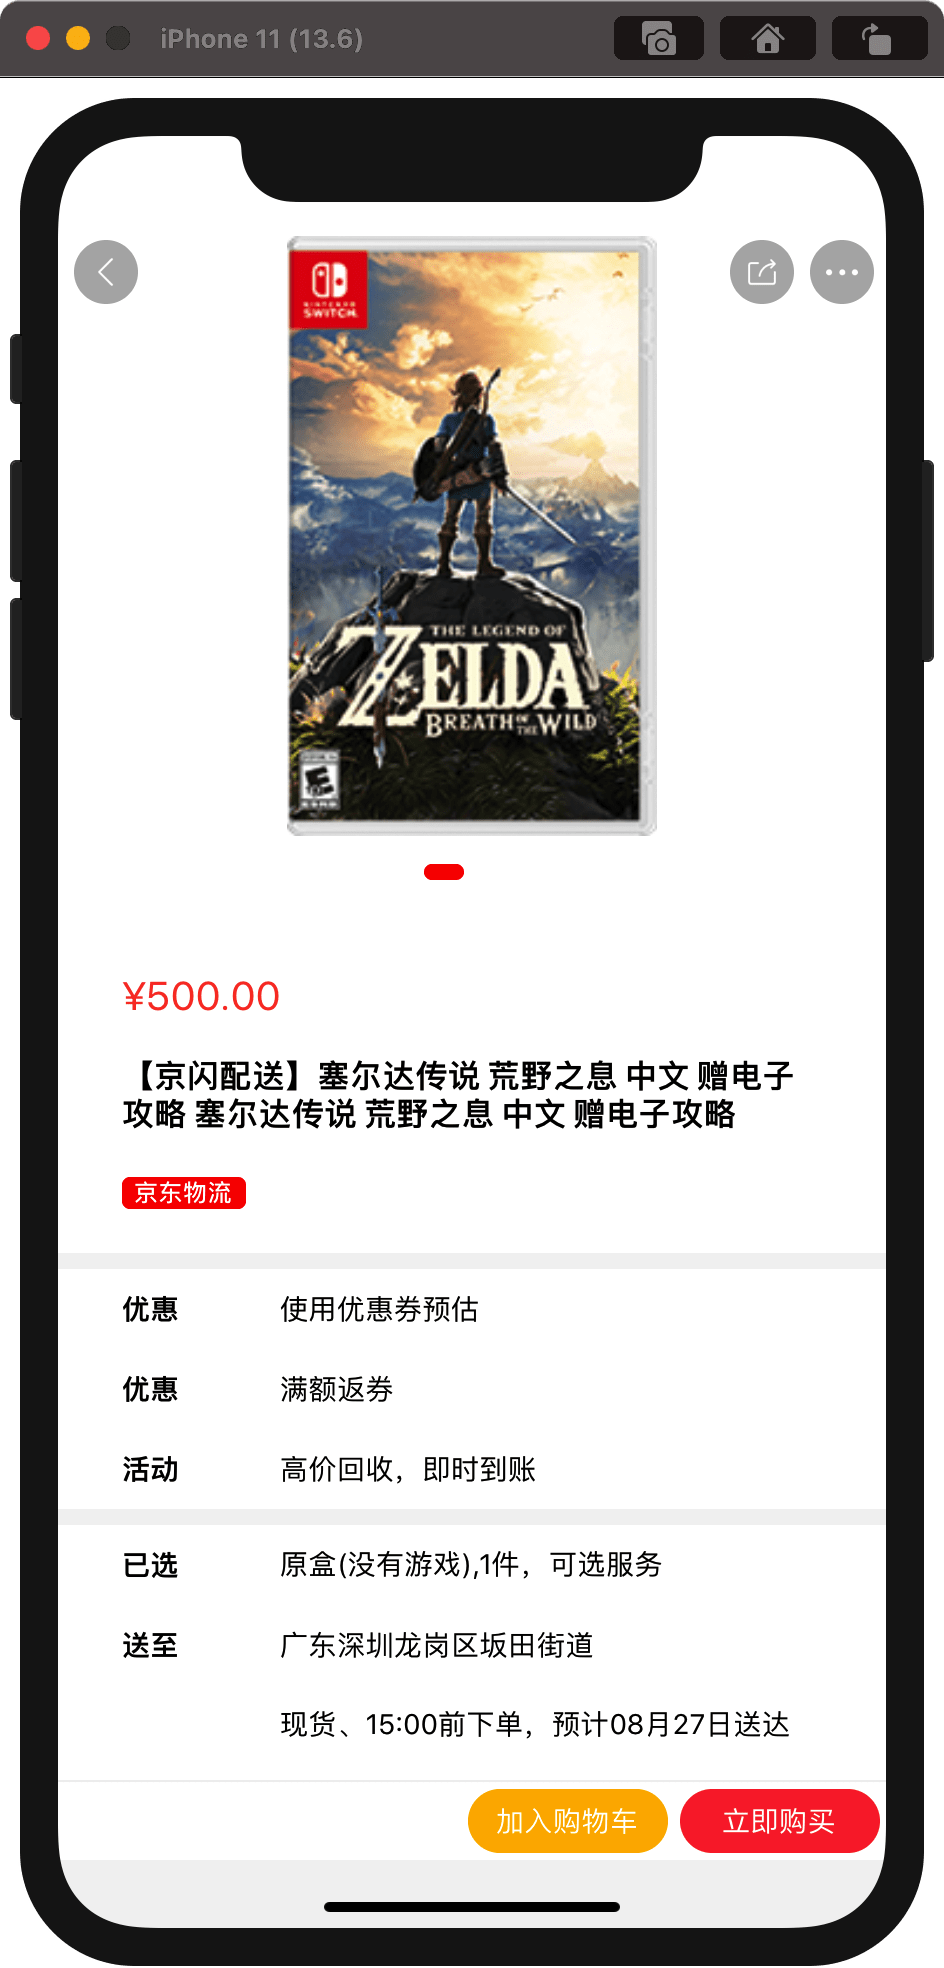 iPhone 11 (13.6)
NINTENDO
SWITCH
THE LEGEND OF
ZELDA
BREATH OF THE WILD
¥500.00
【京闪配送】塞尔达传说 荒野之息 中文 赠电子
攻略 塞尔达传说 荒野之息 中文 赠电子攻略
京东物流
优惠 使用优惠券预估
优惠 满额返券
活动 高价回收，即时到账
已选 原盒(没有游戏),1件，可选服务
送至 广东深圳龙岗区坂田街道
现货、15:00前下单，预计08月27日送达
加入购物车 立即购买